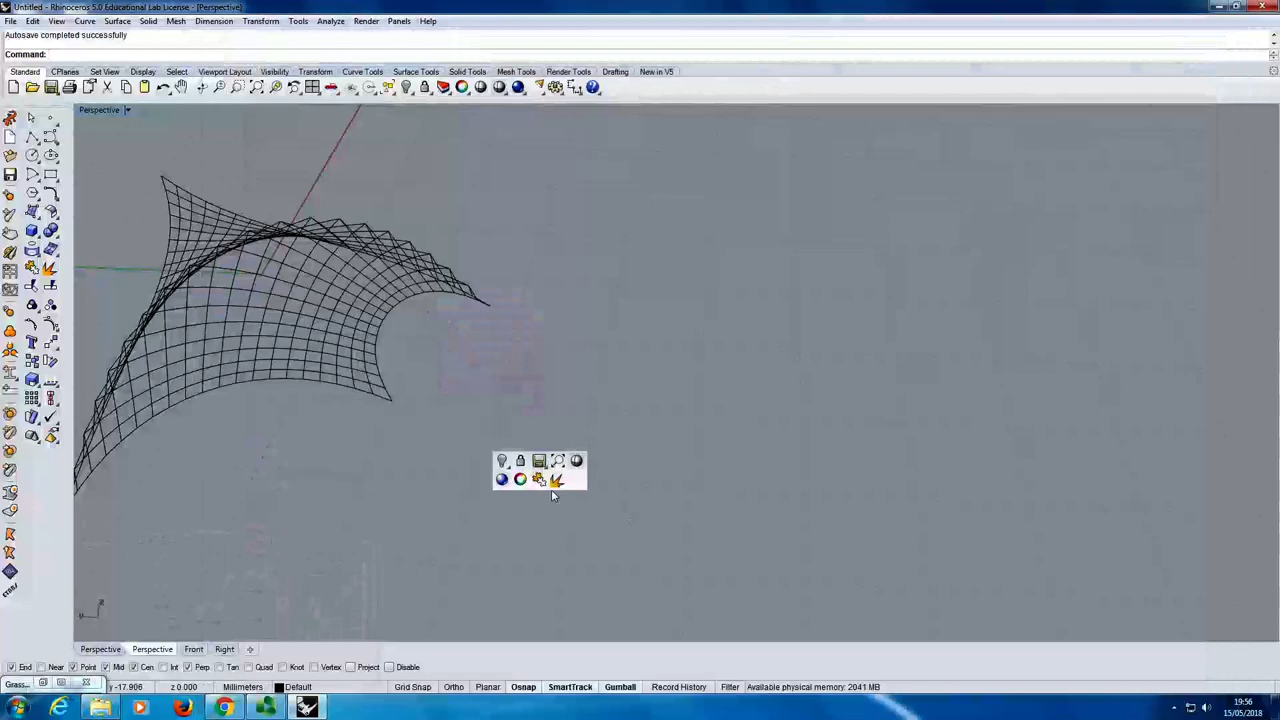 Untitled - Rhinoceros 5.0 Educational Lab License - [Perspective]
File Edit View Curve Surface Solid Mesh Dimension Transform Tools Analyze Render Panels Help
Autosave completed successfully
Command:
Standard CPlanes Set View Display Select Viewport Layout Visibility Transform Curve Tools Surface Tools Solid Tools Mesh Tools Render Tools Drafting New in V5
Perspective
Perspective Perspective Front Right
End Near Point Mid Cen Int Perp Tan Quad Knot Vertex Project Disable
Grass... y -17.906 z 0.000 Millimeters Default Grid Snap Ortho Planar Osnap SmartTrack Gumball Record History Filter Available physical memory: 2041 MB
19:56
15/05/2018